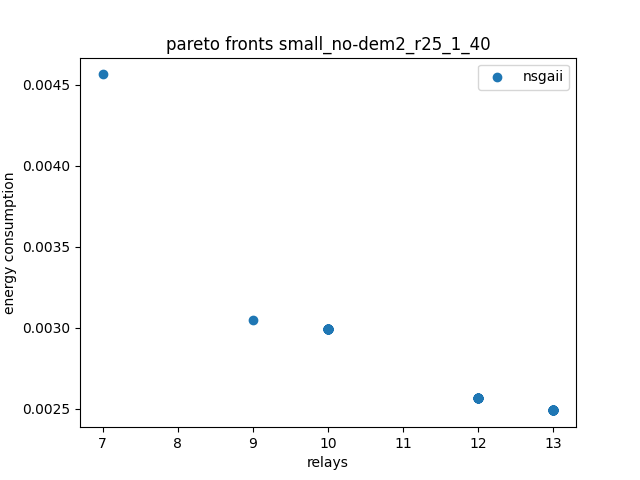 pareto fronts small_no-dem2_r25_1_40
nsgaii
0.0045
0.0040
0.0035
0.0030
0.0025
energy consumption
7 8 9 10 11 12 13
relays